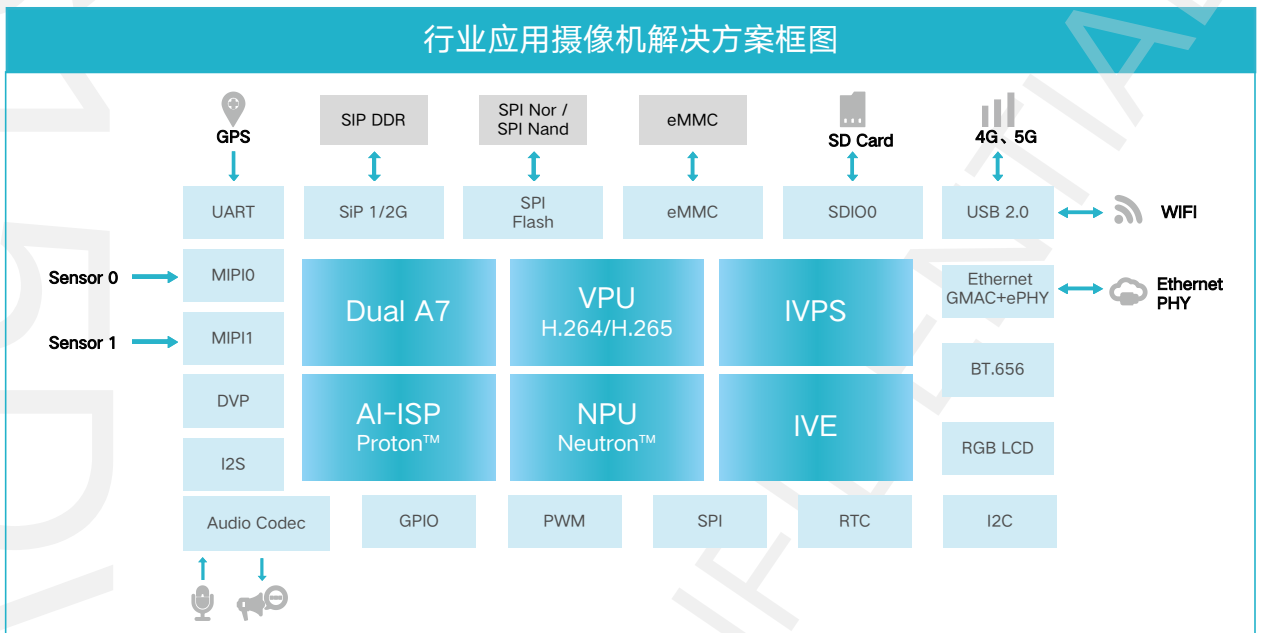 行业应用摄像机解决方案框图
GPS
SIP DDR
SPI Nor /
SPI Nand
eMMC
SD Card
4G、5G
UART
SiP 1/2G
SPI
Flash
eMMC
SDIO0
USB 2.0
WIFI
Sensor 0
MIPI0
Sensor 1
MIPI1
DVP
I2S
Dual A7
VPU
H.264/H.265
IVPS
AI-ISP
Proton™
NPU
Neutron™
IVE
Ethernet
GMAC+ePHY
Ethernet
PHY
BT.656
RGB LCD
Audio Codec
GPIO
PWM
SPI
RTC
I2C